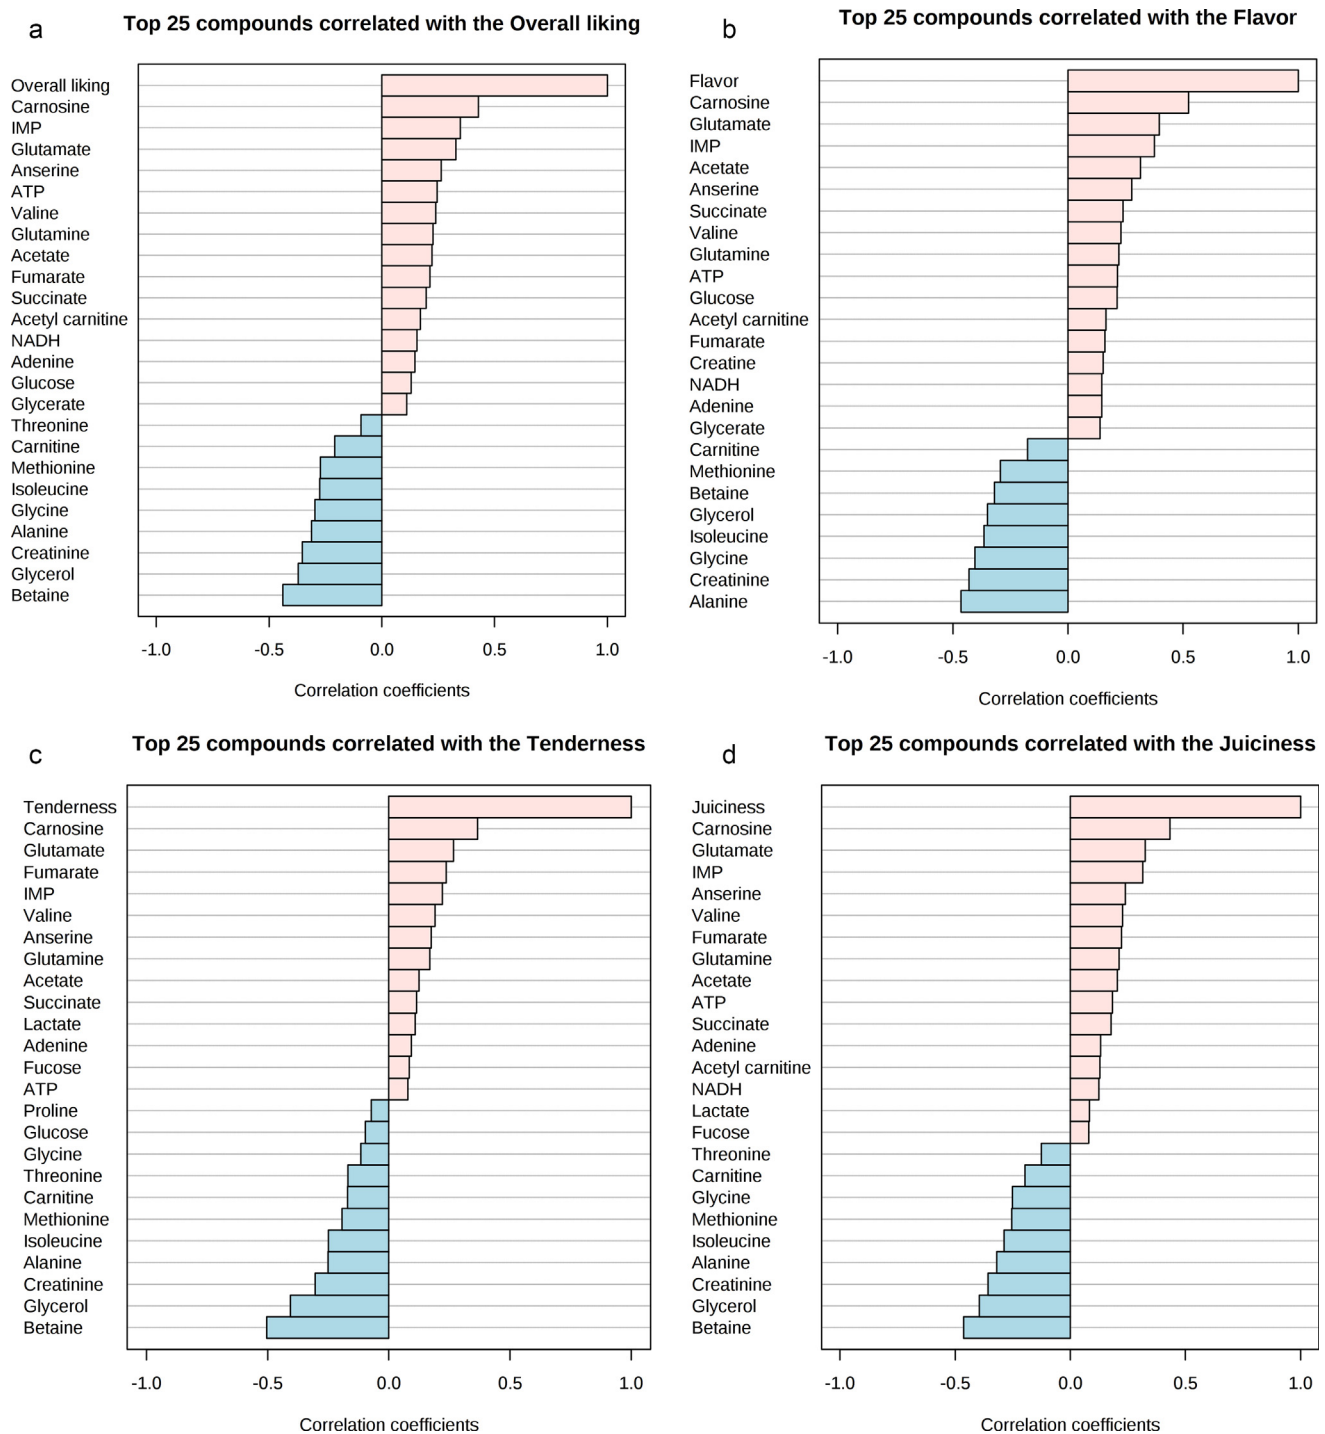 a
Top 25 compounds correlated with the Overall liking
Overall liking
Carnosine
IMP
Glutamate
Anserine
ATP
Valine
Glutamine
Acetate
Fumarate
Succinate
Acetyl carnitine
NADH
Adenine
Glucose
Glycerate
Threonine
Carnitine
Methionine
Isoleucine
Glycine
Alanine
Creatinine
Glycerol
Betaine
-1.0 -0.5 0.0 0.5 1.0
Correlation coefficients
b
Top 25 compounds correlated with the Flavor
Flavor
Carnosine
Glutamate
IMP
Acetate
Anserine
Succinate
Valine
Glutamine
ATP
Glucose
Acetyl carnitine
Fumarate
Creatine
NADH
Adenine
Glycerate
Carnitine
Methionine
Betaine
Glycerol
Isoleucine
Glycine
Creatinine
Alanine
-1.0 -0.5 0.0 0.5 1.0
Correlation coefficients
c
Top 25 compounds correlated with the Tenderness
Tenderness
Carnosine
Glutamate
Fumarate
IMP
Valine
Anserine
Glutamine
Acetate
Succinate
Lactate
Adenine
Fucose
ATP
Proline
Glucose
Glycine
Threonine
Carnitine
Methionine
Isoleucine
Alanine
Creatinine
Glycerol
Betaine
-1.0 -0.5 0.0 0.5 1.0
Correlation coefficients
d
Top 25 compounds correlated with the Juiciness
Juiciness
Carnosine
Glutamate
IMP
Anserine
Valine
Fumarate
Glutamine
Acetate
ATP
Succinate
Adenine
Acetyl carnitine
NADH
Lactate
Fucose
Threonine
Carnitine
Glycine
Methionine
Isoleucine
Alanine
Creatinine
Glycerol
Betaine
-1.0 -0.5 0.0 0.5 1.0
Correlation coefficients